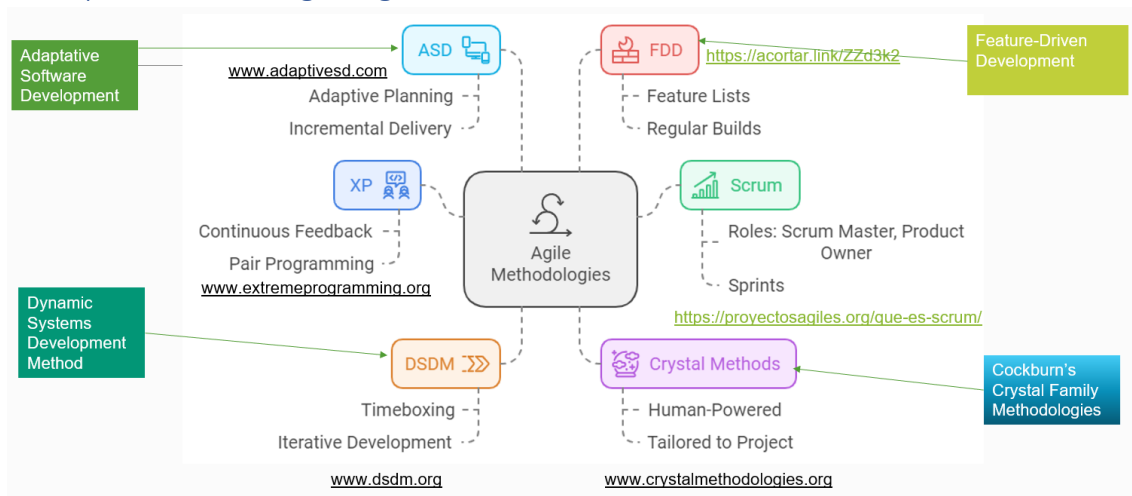 Adaptative
Software
Development
ASD
www.adaptivesd.com
Adaptive Planning
Incremental Delivery
FDD
https://acortar.link/ZZd3k2
Feature Lists
Regular Builds
Feature-Driven
Development
XP
Continuous Feedback
Pair Programming
www.extremeprogramming.org
Agile
Methodologies
Scrum
Roles: Scrum Master, Product
Owner
Sprints
https://proyectosagiles.org/que-es-scrum/
Dynamic
Systems
Development
Method
DSDM
Timeboxing
Iterative Development
www.dsdm.org
Crystal Methods
Human-Powered
Tailored to Project
www.crystalmethodologies.org
Cockburn's
Crystal Family
Methodologies